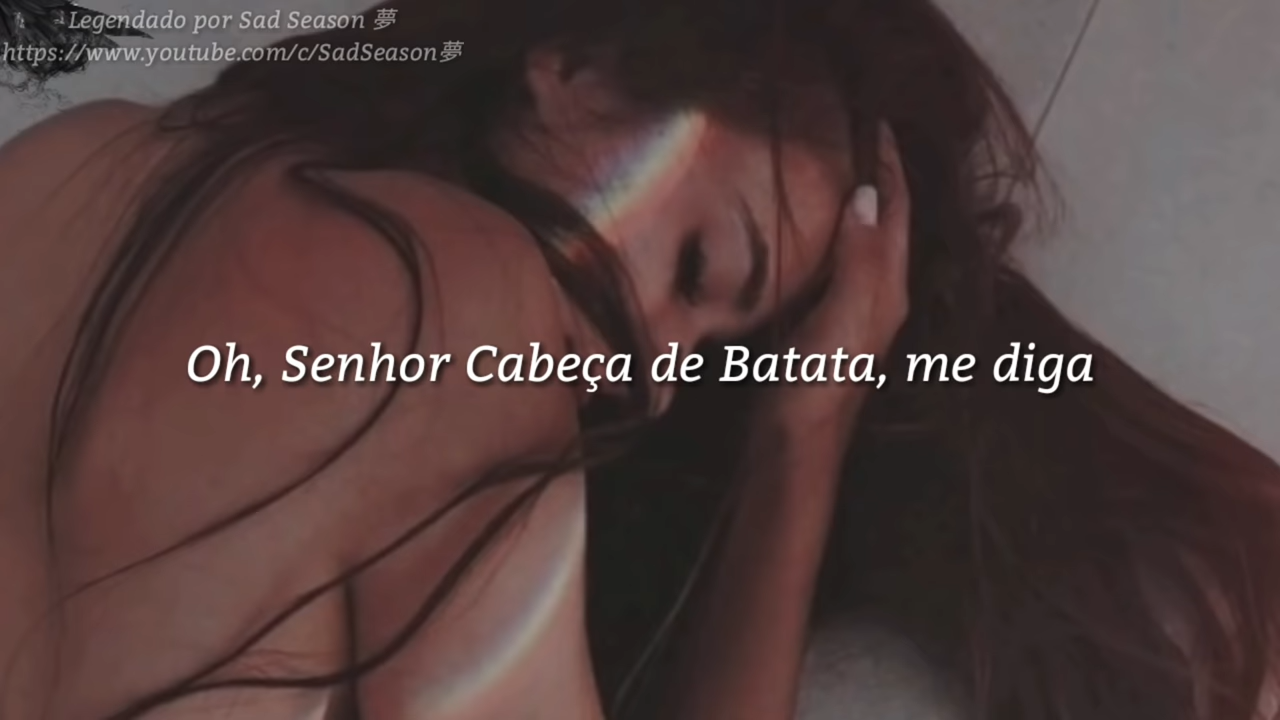 Legendado por Sad Season 夢
https://www.youtube.com/c/SadSeason夢
Oh, Senhor Cabeça de Batata, me diga